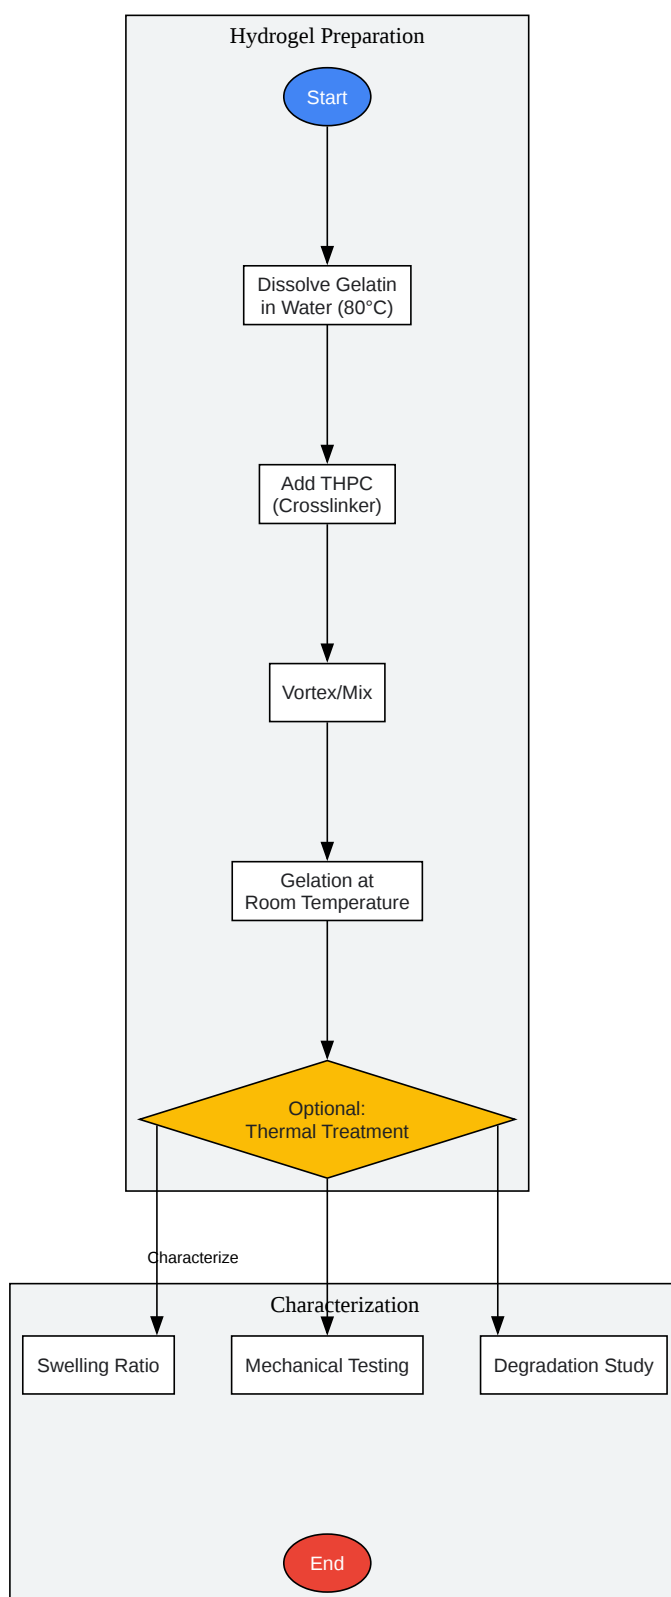 Hydrogel Preparation
Start
Dissolve Gelatin
in Water (80°C)
Add THPC
(Crosslinker)
Vortex/Mix
Gelation at
Room Temperature
Optional:
Thermal Treatment
Characterize
Characterization
Swelling Ratio
Mechanical Testing
Degradation Study
End